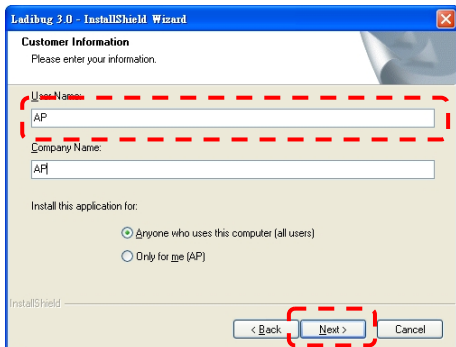 Ladibug 3.0 - InstallShield Wizard
Customer Information
Please enter your information.
User Name:
AP
Company Name:
AP
Install this application for:
Anyone who uses this computer (all users)
Only for me (AP)
InstallShield
< Back
Next >
Cancel